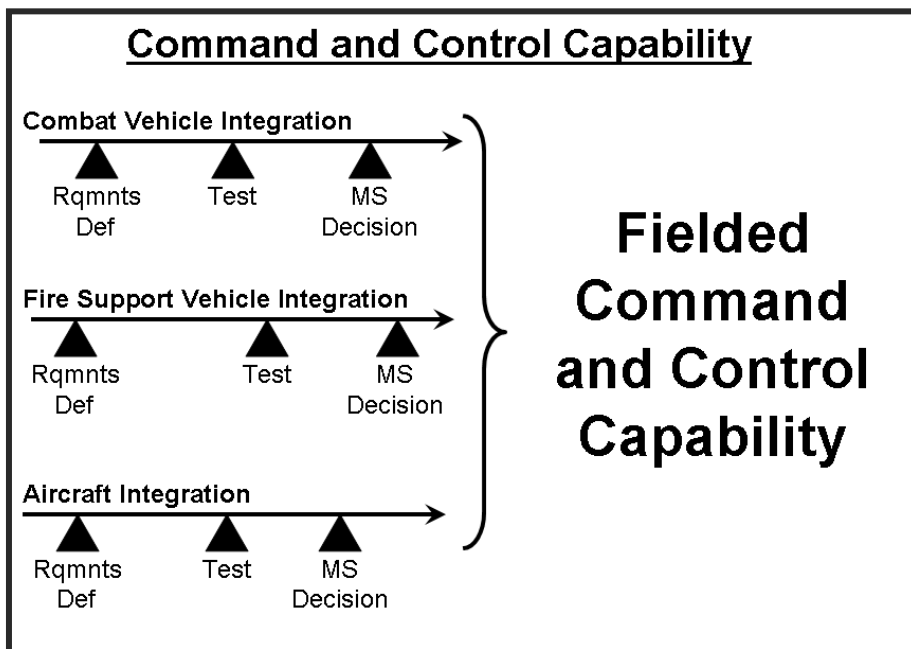 Command and Control Capability
Combat Vehicle Integration
Rqmnts
Def
Test
MS
Decision
Fire Support Vehicle Integration
Rqmnts
Def
Test
MS
Decision
Aircraft Integration
Rqmnts
Def
Test
MS
Decision
Fielded
Command
and Control
Capability